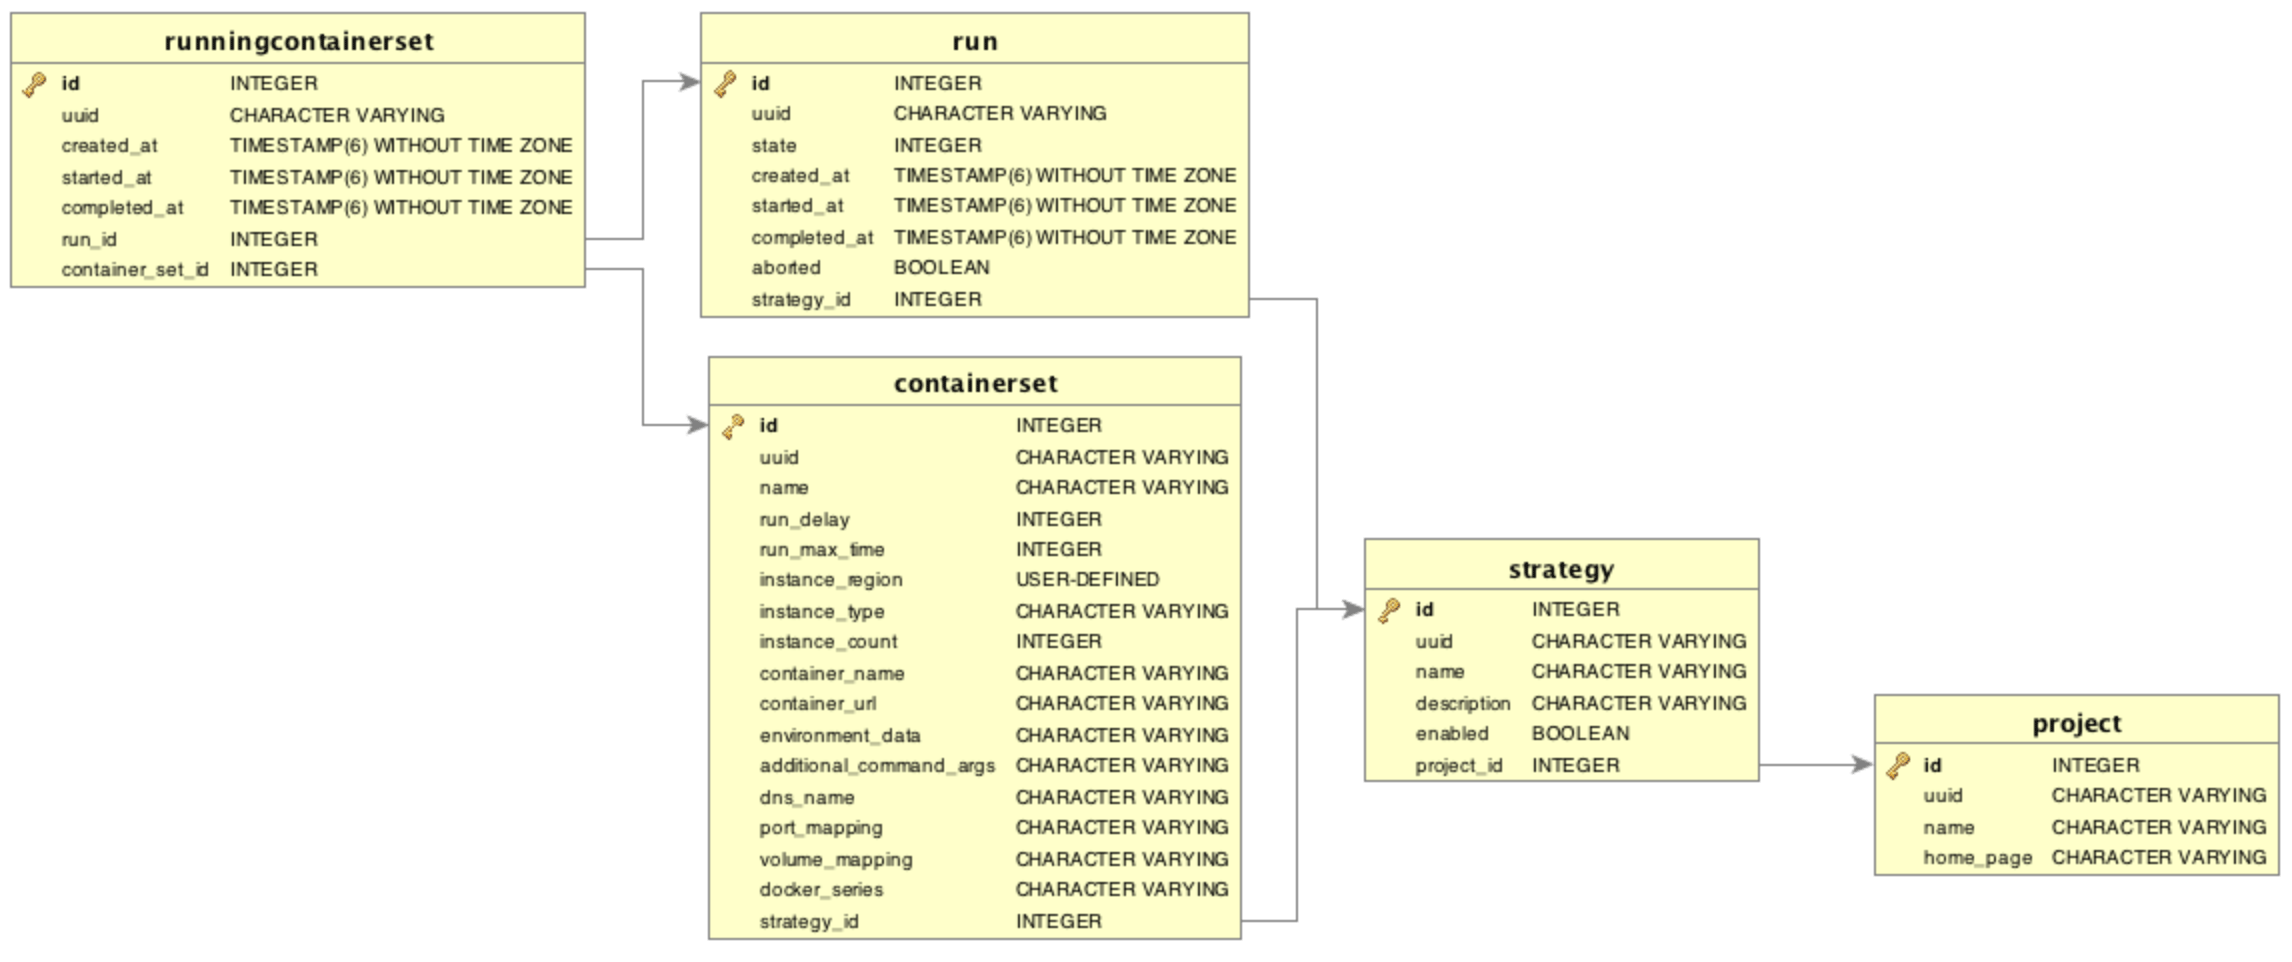 runningcontainerset
id INTEGER
uuid CHARACTER VARYING
created_at TIMESTAMP(6) WITHOUT TIME ZONE
started_at TIMESTAMP(6) WITHOUT TIME ZONE
completed_at TIMESTAMP(6) WITHOUT TIME ZONE
run_id INTEGER
container_set_id INTEGER
run
id INTEGER
uuid CHARACTER VARYING
state INTEGER
created_at TIMESTAMP(6) WITHOUT TIME ZONE
started_at TIMESTAMP(6) WITHOUT TIME ZONE
completed_at TIMESTAMP(6) WITHOUT TIME ZONE
aborted BOOLEAN
strategy_id INTEGER
containerset
id INTEGER
uuid CHARACTER VARYING
name CHARACTER VARYING
run_delay INTEGER
run_max_time INTEGER
instance_region USER-DEFINED
instance_type CHARACTER VARYING
instance_count INTEGER
container_name CHARACTER VARYING
container_url CHARACTER VARYING
environment_data CHARACTER VARYING
additional_command_args CHARACTER VARYING
dns_name CHARACTER VARYING
port_mapping CHARACTER VARYING
volume_mapping CHARACTER VARYING
docker_series CHARACTER VARYING
strategy_id INTEGER
strategy
id INTEGER
uuid CHARACTER VARYING
name CHARACTER VARYING
description CHARACTER VARYING
enabled BOOLEAN
project_id INTEGER
project
id INTEGER
uuid CHARACTER VARYING
name CHARACTER VARYING
home_page CHARACTER VARYING